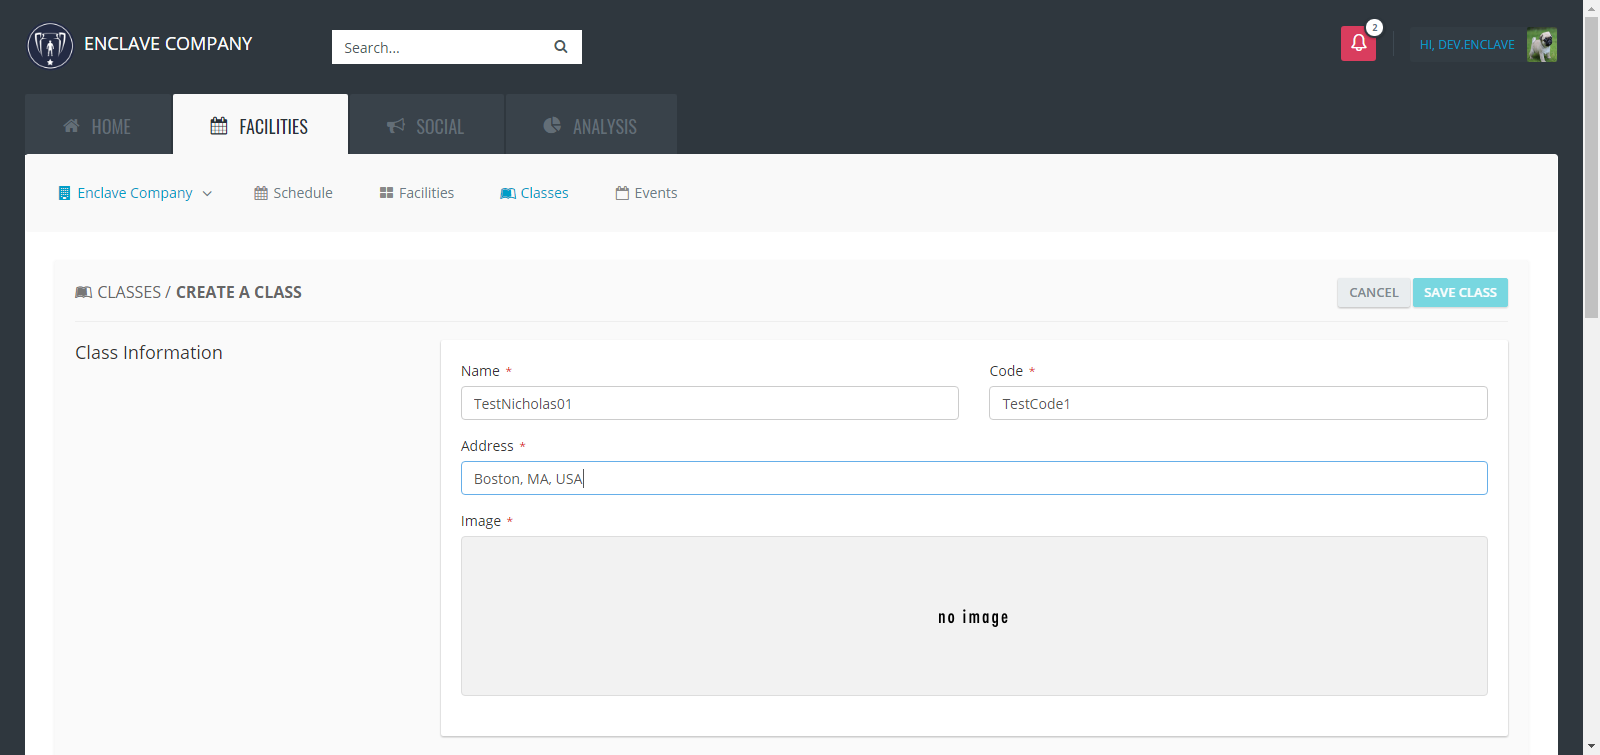 ENCLAVE COMPANY
Search...
2
HI, DEV.ENCLAVE
HOME
FACILITIES
SOCIAL
ANALYSIS
Enclave Company
Schedule
Facilities
Classes
Events
CLASSES / CREATE A CLASS
CANCEL
SAVE CLASS
Class Information
Name *
Code *
TestNicholas01
TestCode1
Address *
Boston, MA, USA
Image *
no image